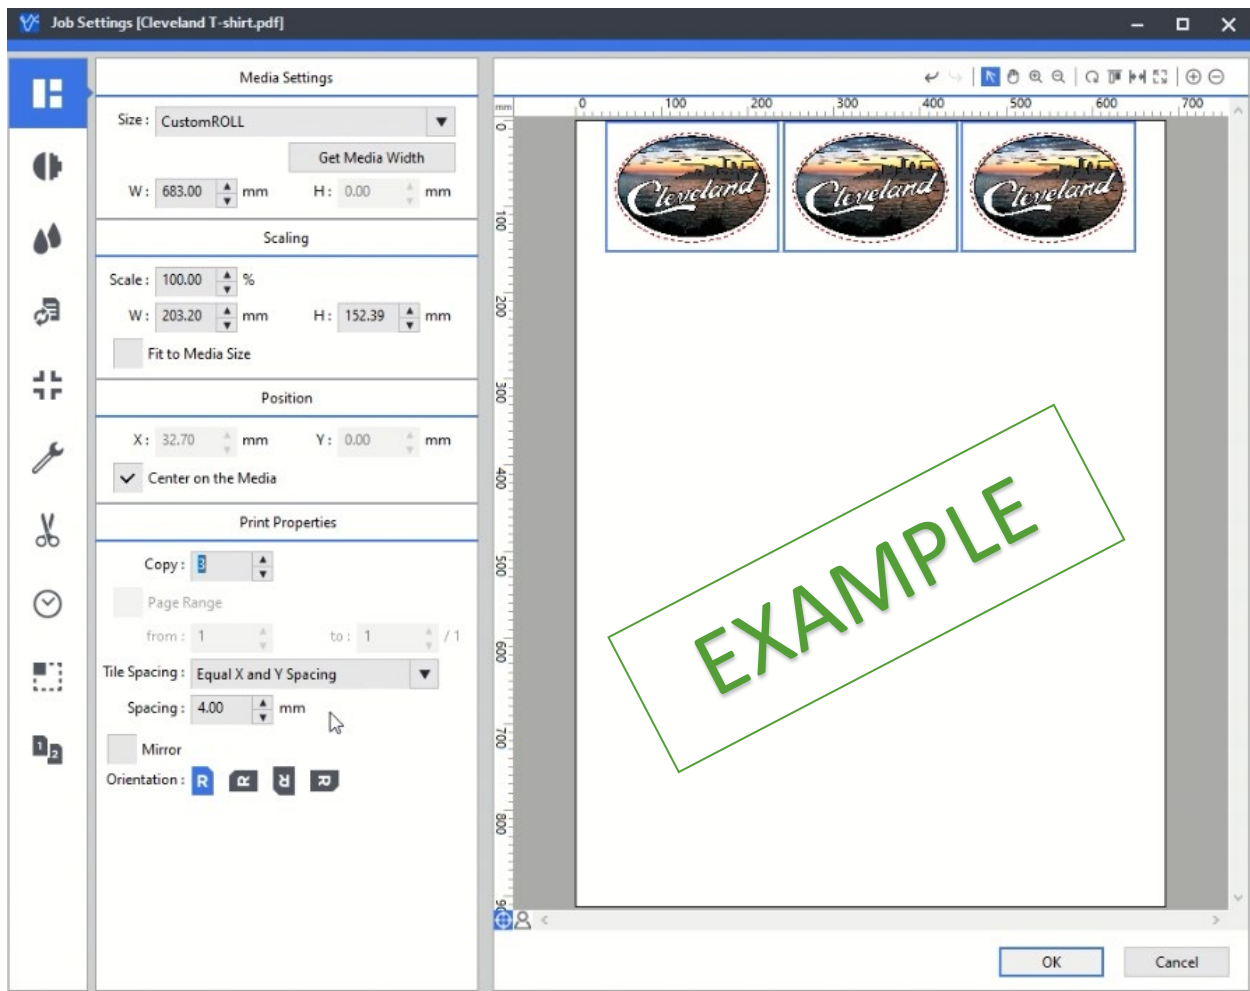 Job Settings [Cleveland T-shirt.pdf]
Media Settings
Size : CustomROLL
Get Media Width
W : 683.00 mm H : 0.00 mm
Scaling
Scale : 100.00 %
W : 203.20 mm H : 152.39 mm
Fit to Media Size
Position
X : 32.70 mm Y : 0.00 mm
Center on the Media
Print Properties
Copy : 3
Page Range
from : 1 to : 1 / 1
Tile Spacing : Equal X and Y Spacing
Spacing : 4.00 mm
Mirror
Orientation : R R R R
1 2
mm 0 100 200 300 400 500 600 700
0
100
200
300
400
500
600
700
800
Cleveland Cleveland Cleveland
EXAMPLE
OK Cancel